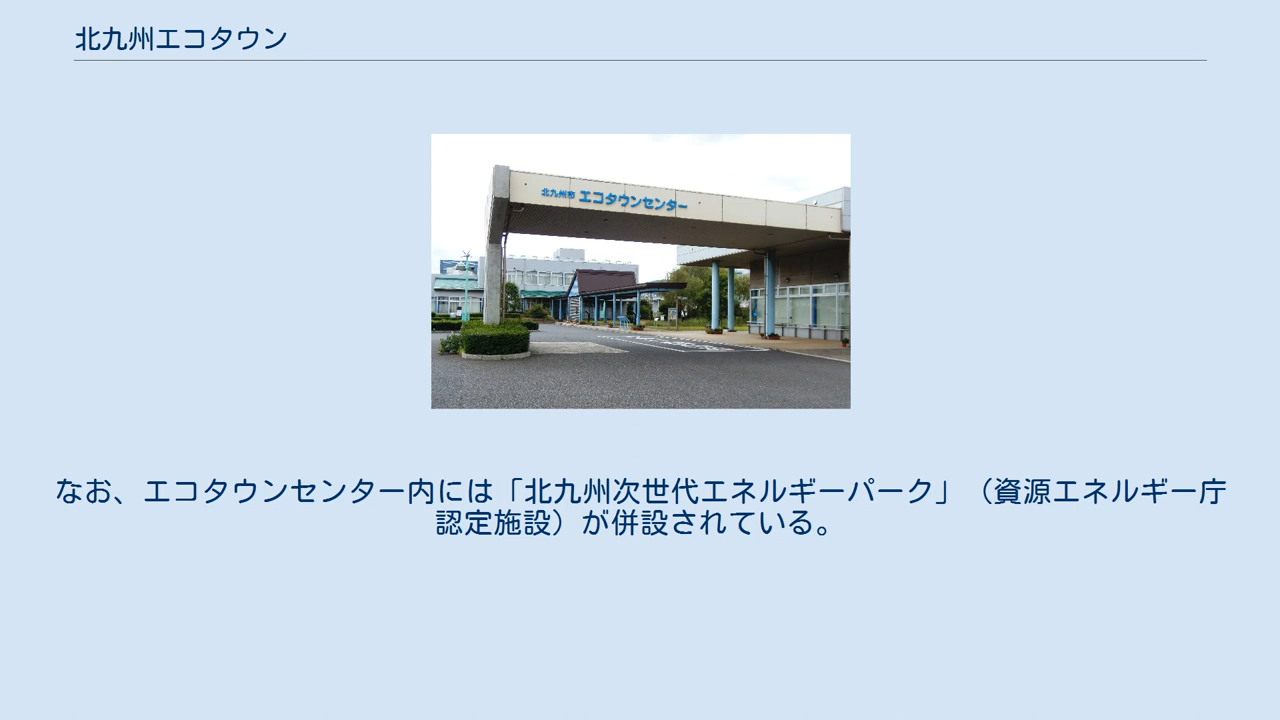 北九州エコタウン
北九州市 エコタウンセンター
なお、エコタウンセンター内には「北九州次世代エネルギーパーク」（資源エネルギー庁
認定施設）が併設されている。